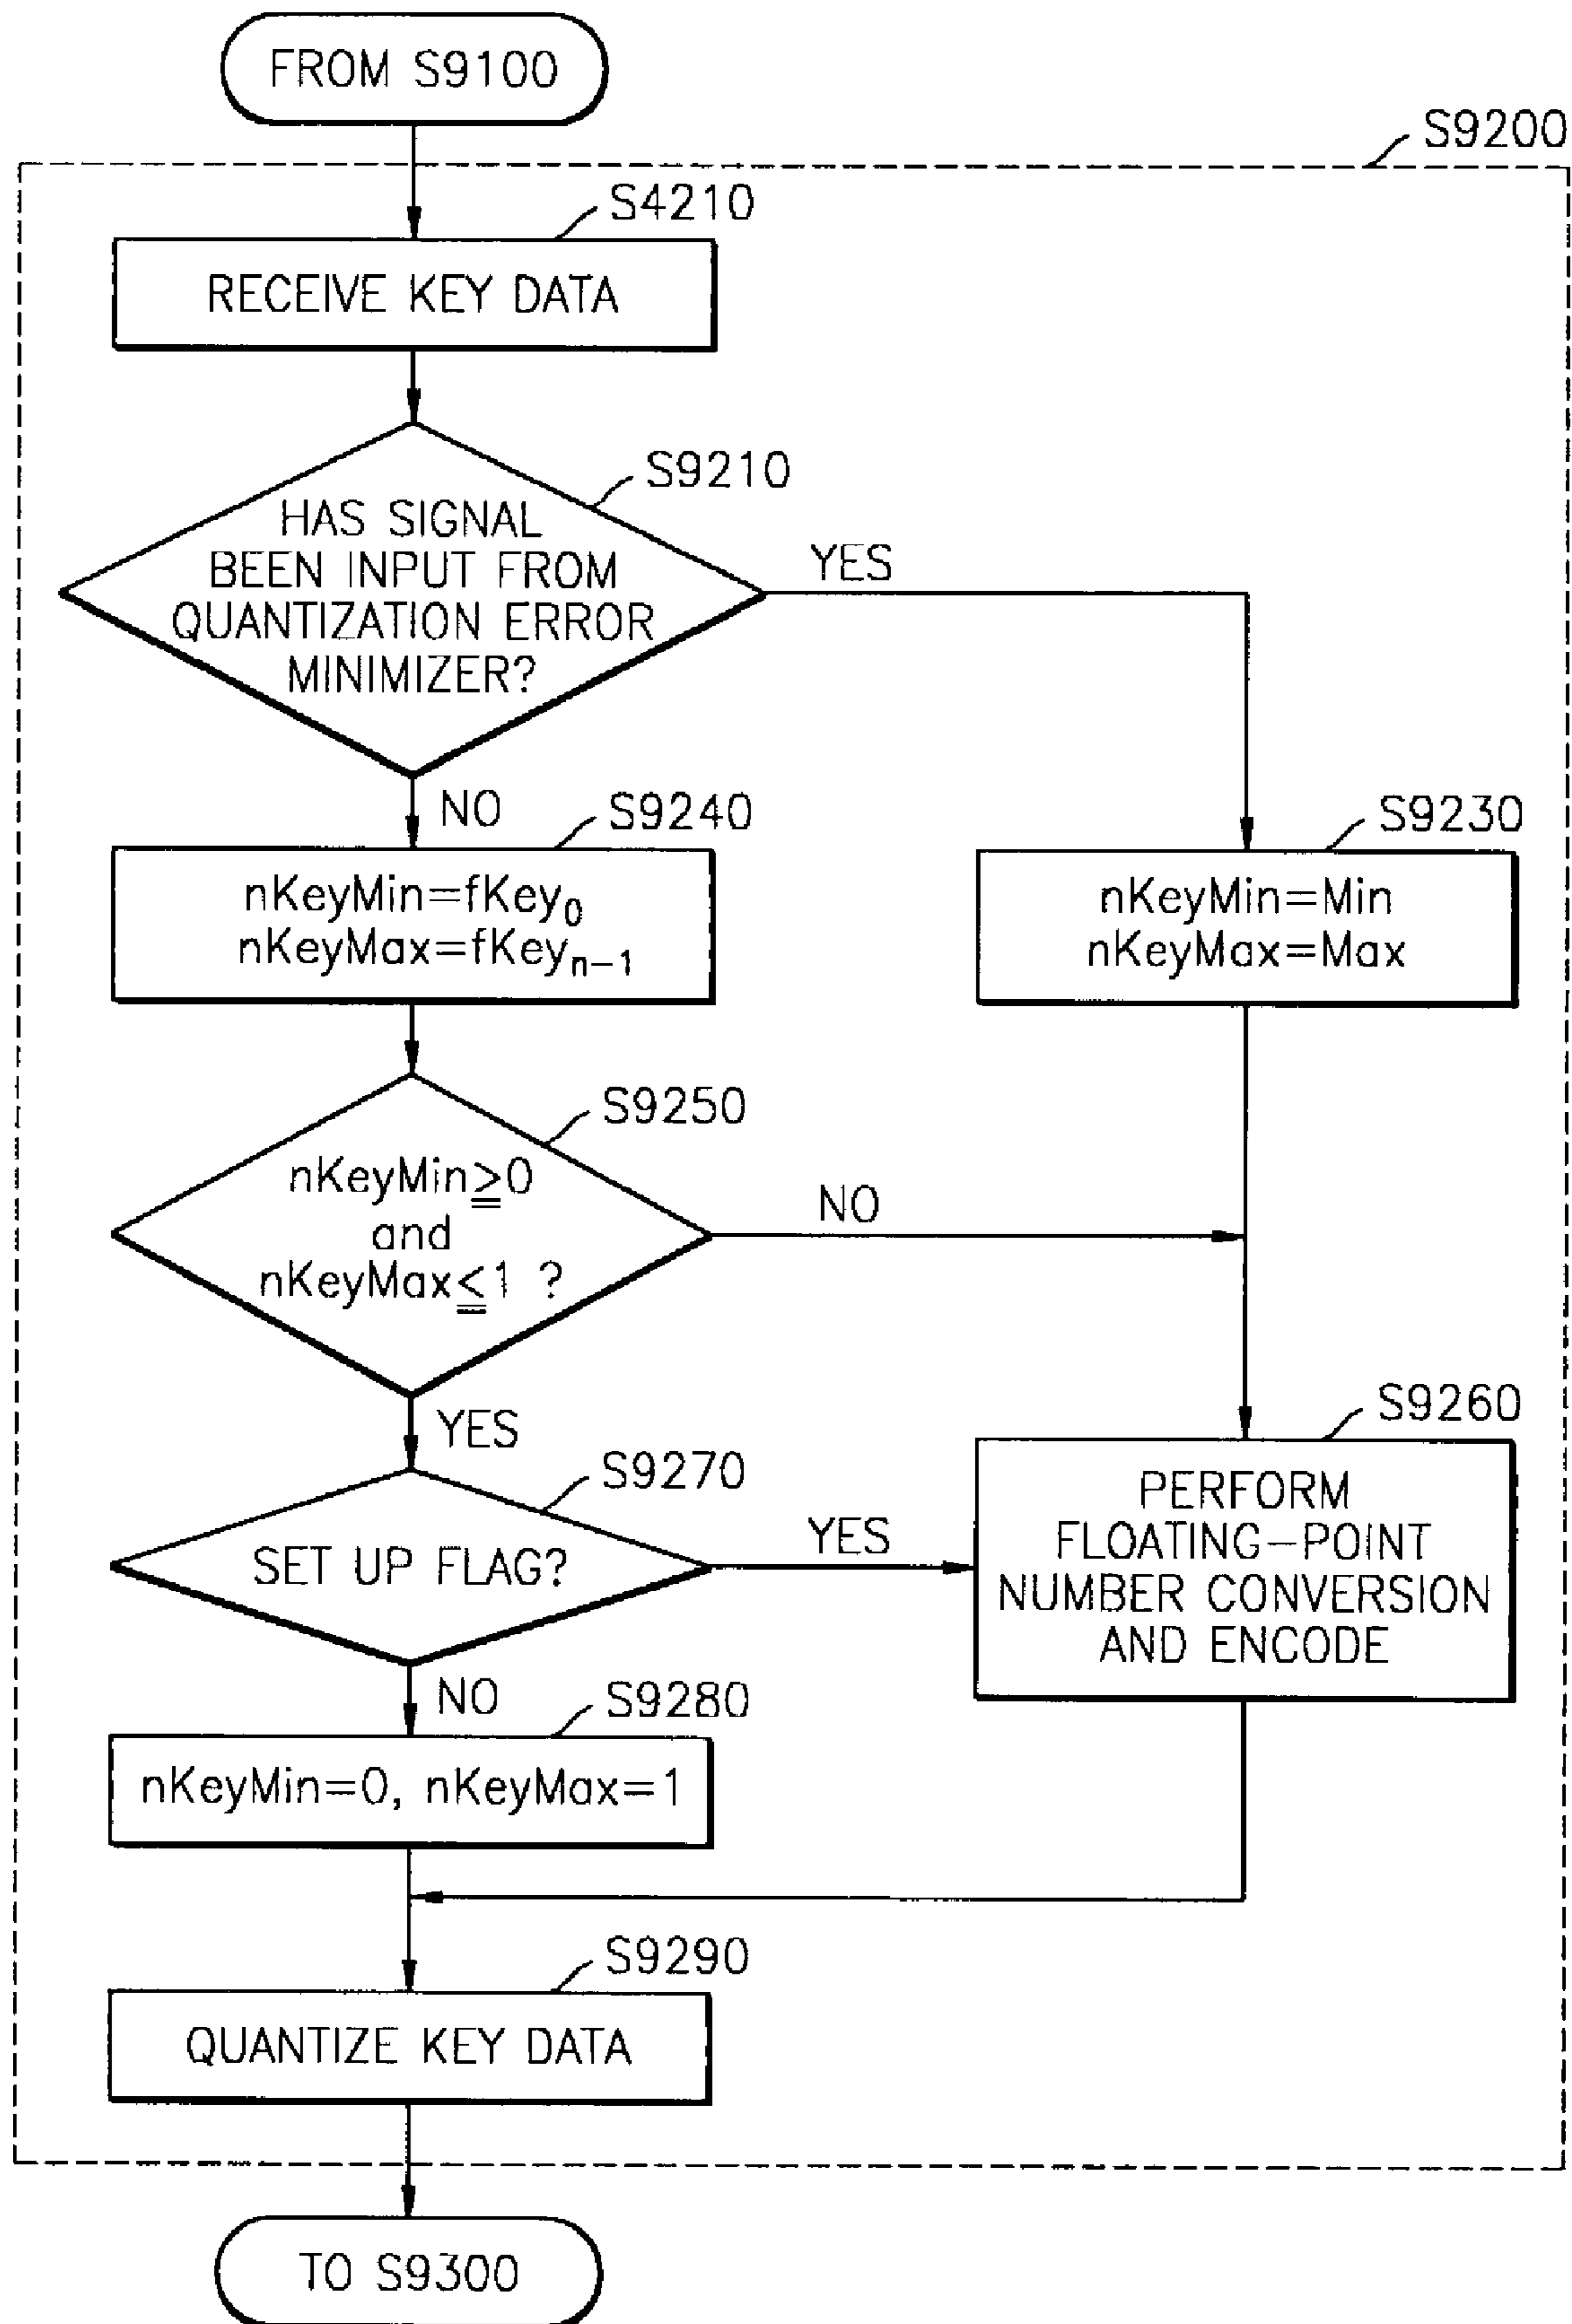 FROM S9100
S9200
S4210
RECEIVE KEY DATA
S9210
HAS SIGNAL
BEEN INPUT FROM
QUANTIZATION ERROR
MINIMIZER?
YES
NO
S9240
nKeyMin=fKey₀
nKeyMax=fKeyₙ₋₁
S9230
nKeyMin=Min
nKeyMax=Max
S9250
nKeyMin≧0
and
nKeyMax≦1 ?
NO
YES
S9270
SET UP FLAG?
YES
S9260
PERFORM
FLOATING-POINT
NUMBER CONVERSION
AND ENCODE
NO
S9280
nKeyMin=0, nKeyMax=1
S9290
QUANTIZE KEY DATA
TO S9300